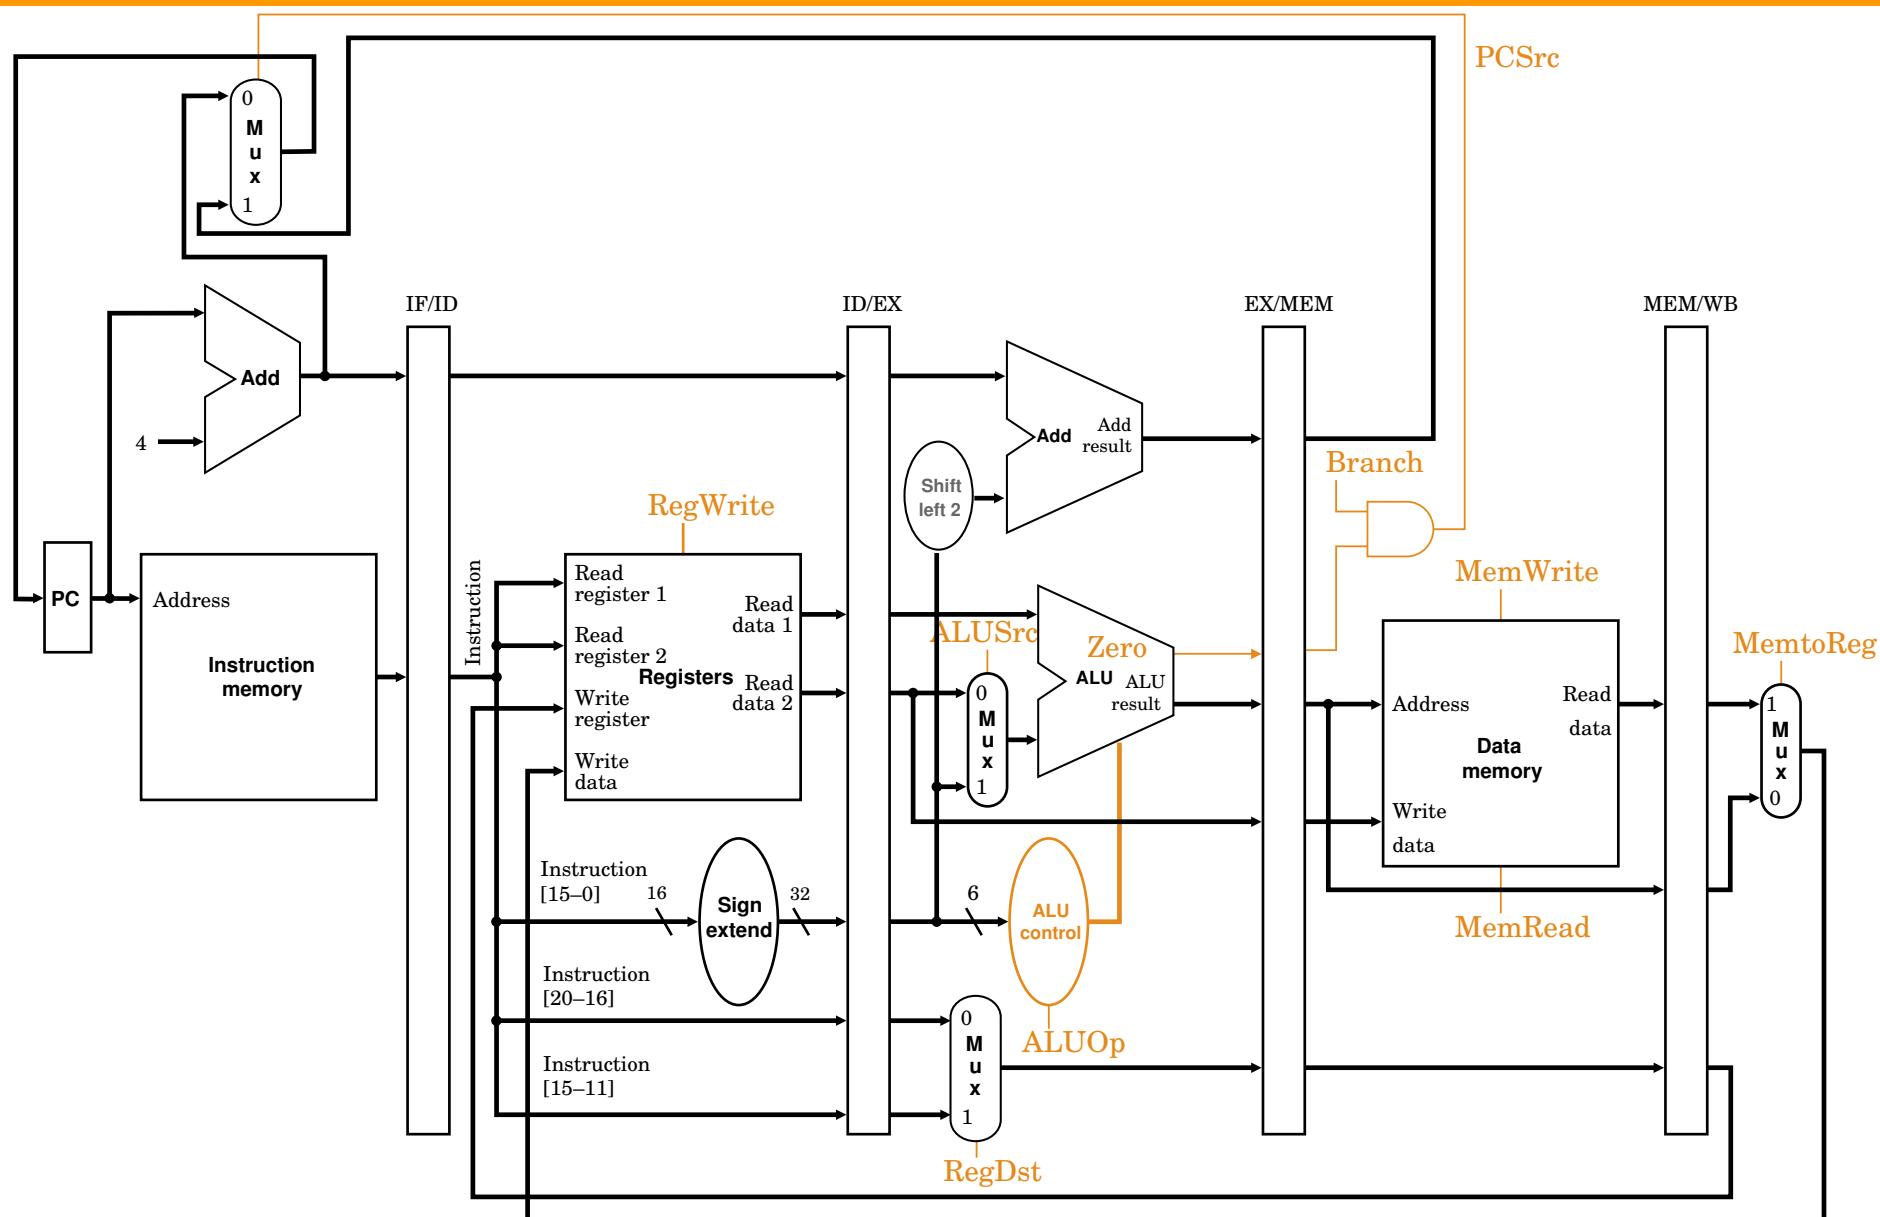 PCSrc
0
M
u
x
1
IF/ID
ID/EX
EX/MEM
MEM/WB
Add
4
Add
Add
result
Shift
left 2
Branch
RegWrite
PC
Address
Instruction
memory
Instruction
Read
register 1
Read
register 2
Write
register
Write
data
Registers
Read
data 1
Read
data 2
ALUSrc
0
M
u
x
1
Zero
ALU
ALU
result
MemWrite
Address
Read
data
Data
memory
Write
data
MemRead
MemtoReg
1
M
u
x
0
Instruction
[15–0]
16
Sign
extend
32
6
ALU
control
ALUOp
Instruction
[20–16]
Instruction
[15–11]
0
M
u
x
1
RegDst